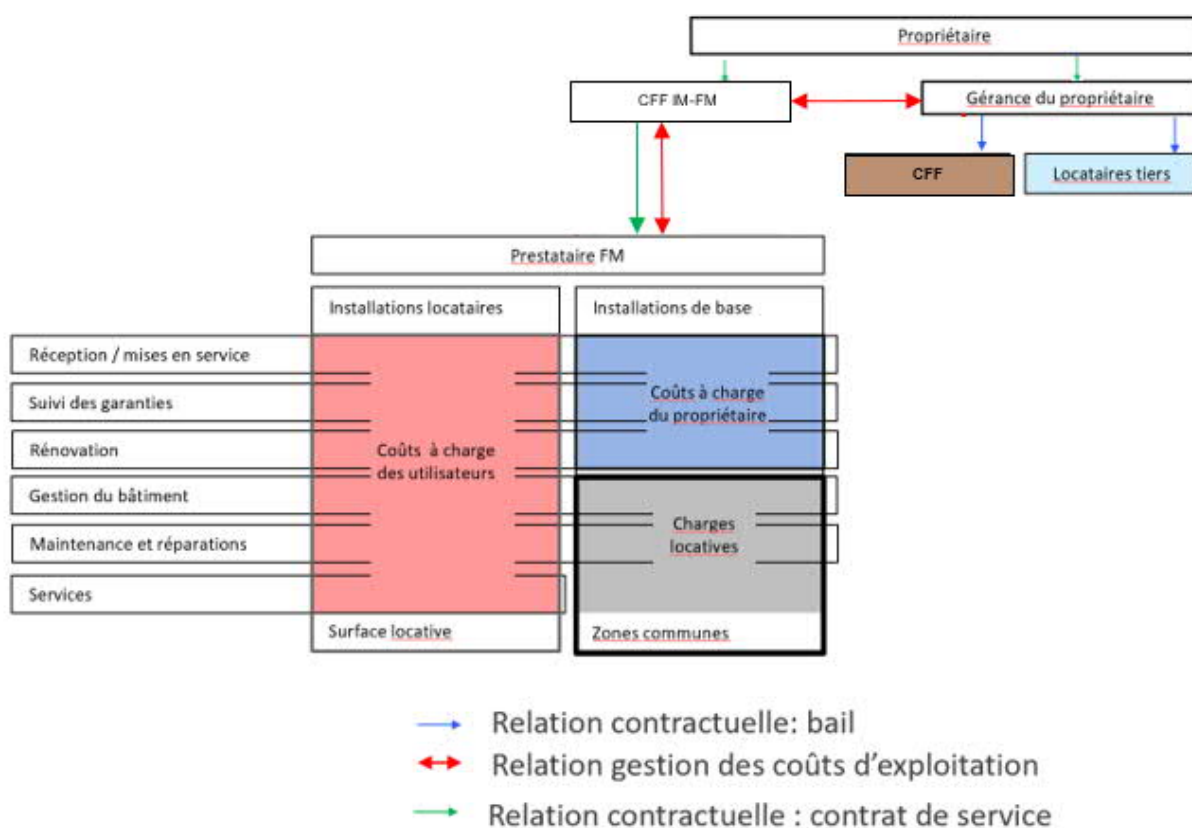 Propriétaire
CFF IM-FM
Gérance du propriétaire
CFF
Locataires tiers
Prestataire FM
Installations locataires
Installations de base
Réception / mises en service
Suivi des garanties
Rénovation
Gestion du bâtiment
Maintenance et réparations
Services
Coûts à charge
des utilisateurs
Coûts à charge
du propriétaire
Charges
locatives
Surface locative
Zones communes
Relation contractuelle: bail
Relation gestion des coûts d’exploitation
Relation contractuelle : contrat de service